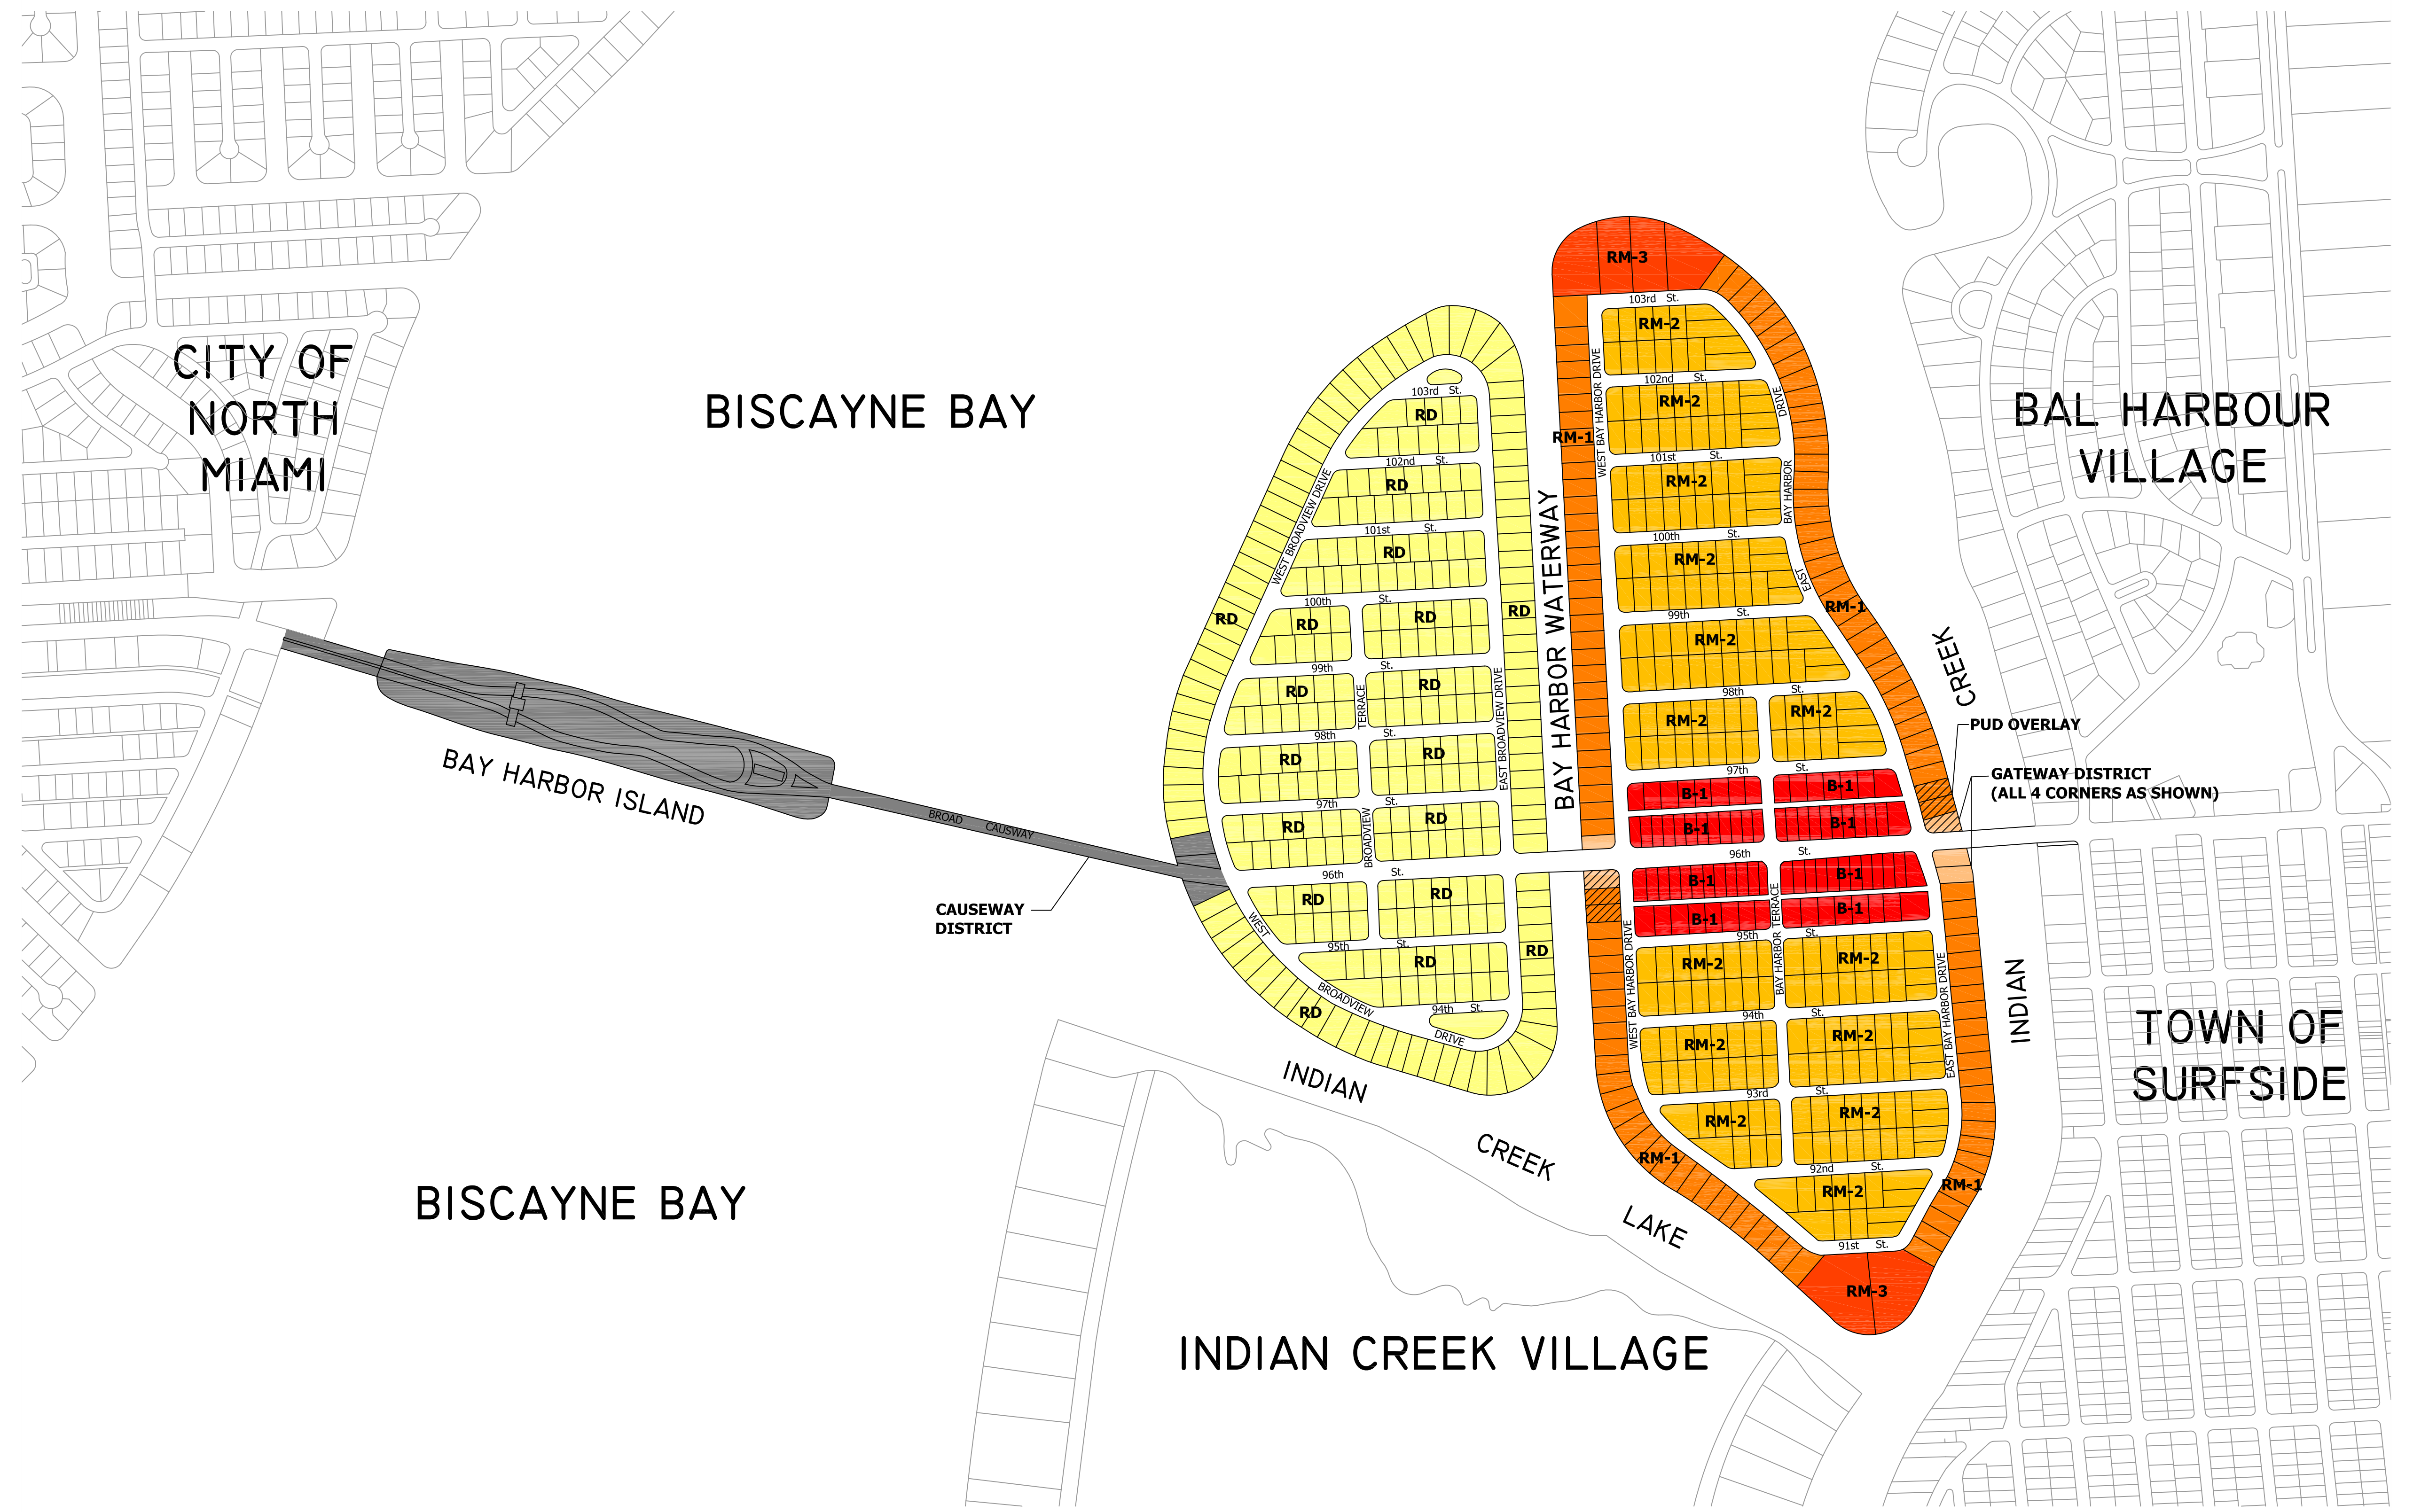 CITY OF
NORTH
MIAMI
BISCAYNE BAY
BAY HARBOR ISLAND
BROAD CAUSWAY
CAUSEWAY
DISTRICT
BISCAYNE BAY
103rd St.
RD
102nd St.
RD
101st St.
RD
100th St.
RD
RD
99th St.
RD
RD
98th St.
RD
RD
97th St.
RD
RD
96th St.
RD
RD
95th St.
RD
94th St.
RD
RD
RD
RD
WEST BROADVIEW DRIVE
EAST BROADVIEW DRIVE
BROADVIEW TERRACE
WEST BROADVIEW DRIVE
BAY HARBOR WATERWAY
RM-3
103rd St.
RM-2
102nd St.
RM-2
101st St.
RM-2
100th St.
RM-2
99th St.
RM-2
98th St.
RM-2
RM-2
97th St.
B-1
B-1
B-1
B-1
96th St.
B-1
B-1
B-1
B-1
95th St.
RM-2
RM-2
94th St.
RM-2
RM-2
93rd St.
RM-2
RM-2
92nd St.
RM-2
91st St.
RM-3
RM-1
RM-1
RM-1
RM-1
WEST BAY HARBOR DRIVE
EAST BAY HARBOR DRIVE
WEST BAY HARBOR DRIVE
BAY HARBOR TERRACE
EAST BAY HARBOR DRIVE
INDIAN CREEK
PUD OVERLAY
GATEWAY DISTRICT
(ALL 4 CORNERS AS SHOWN)
BAL HARBOUR
VILLAGE
TOWN OF
SURFSIDE
INDIAN CREEK LAKE
INDIAN CREEK VILLAGE